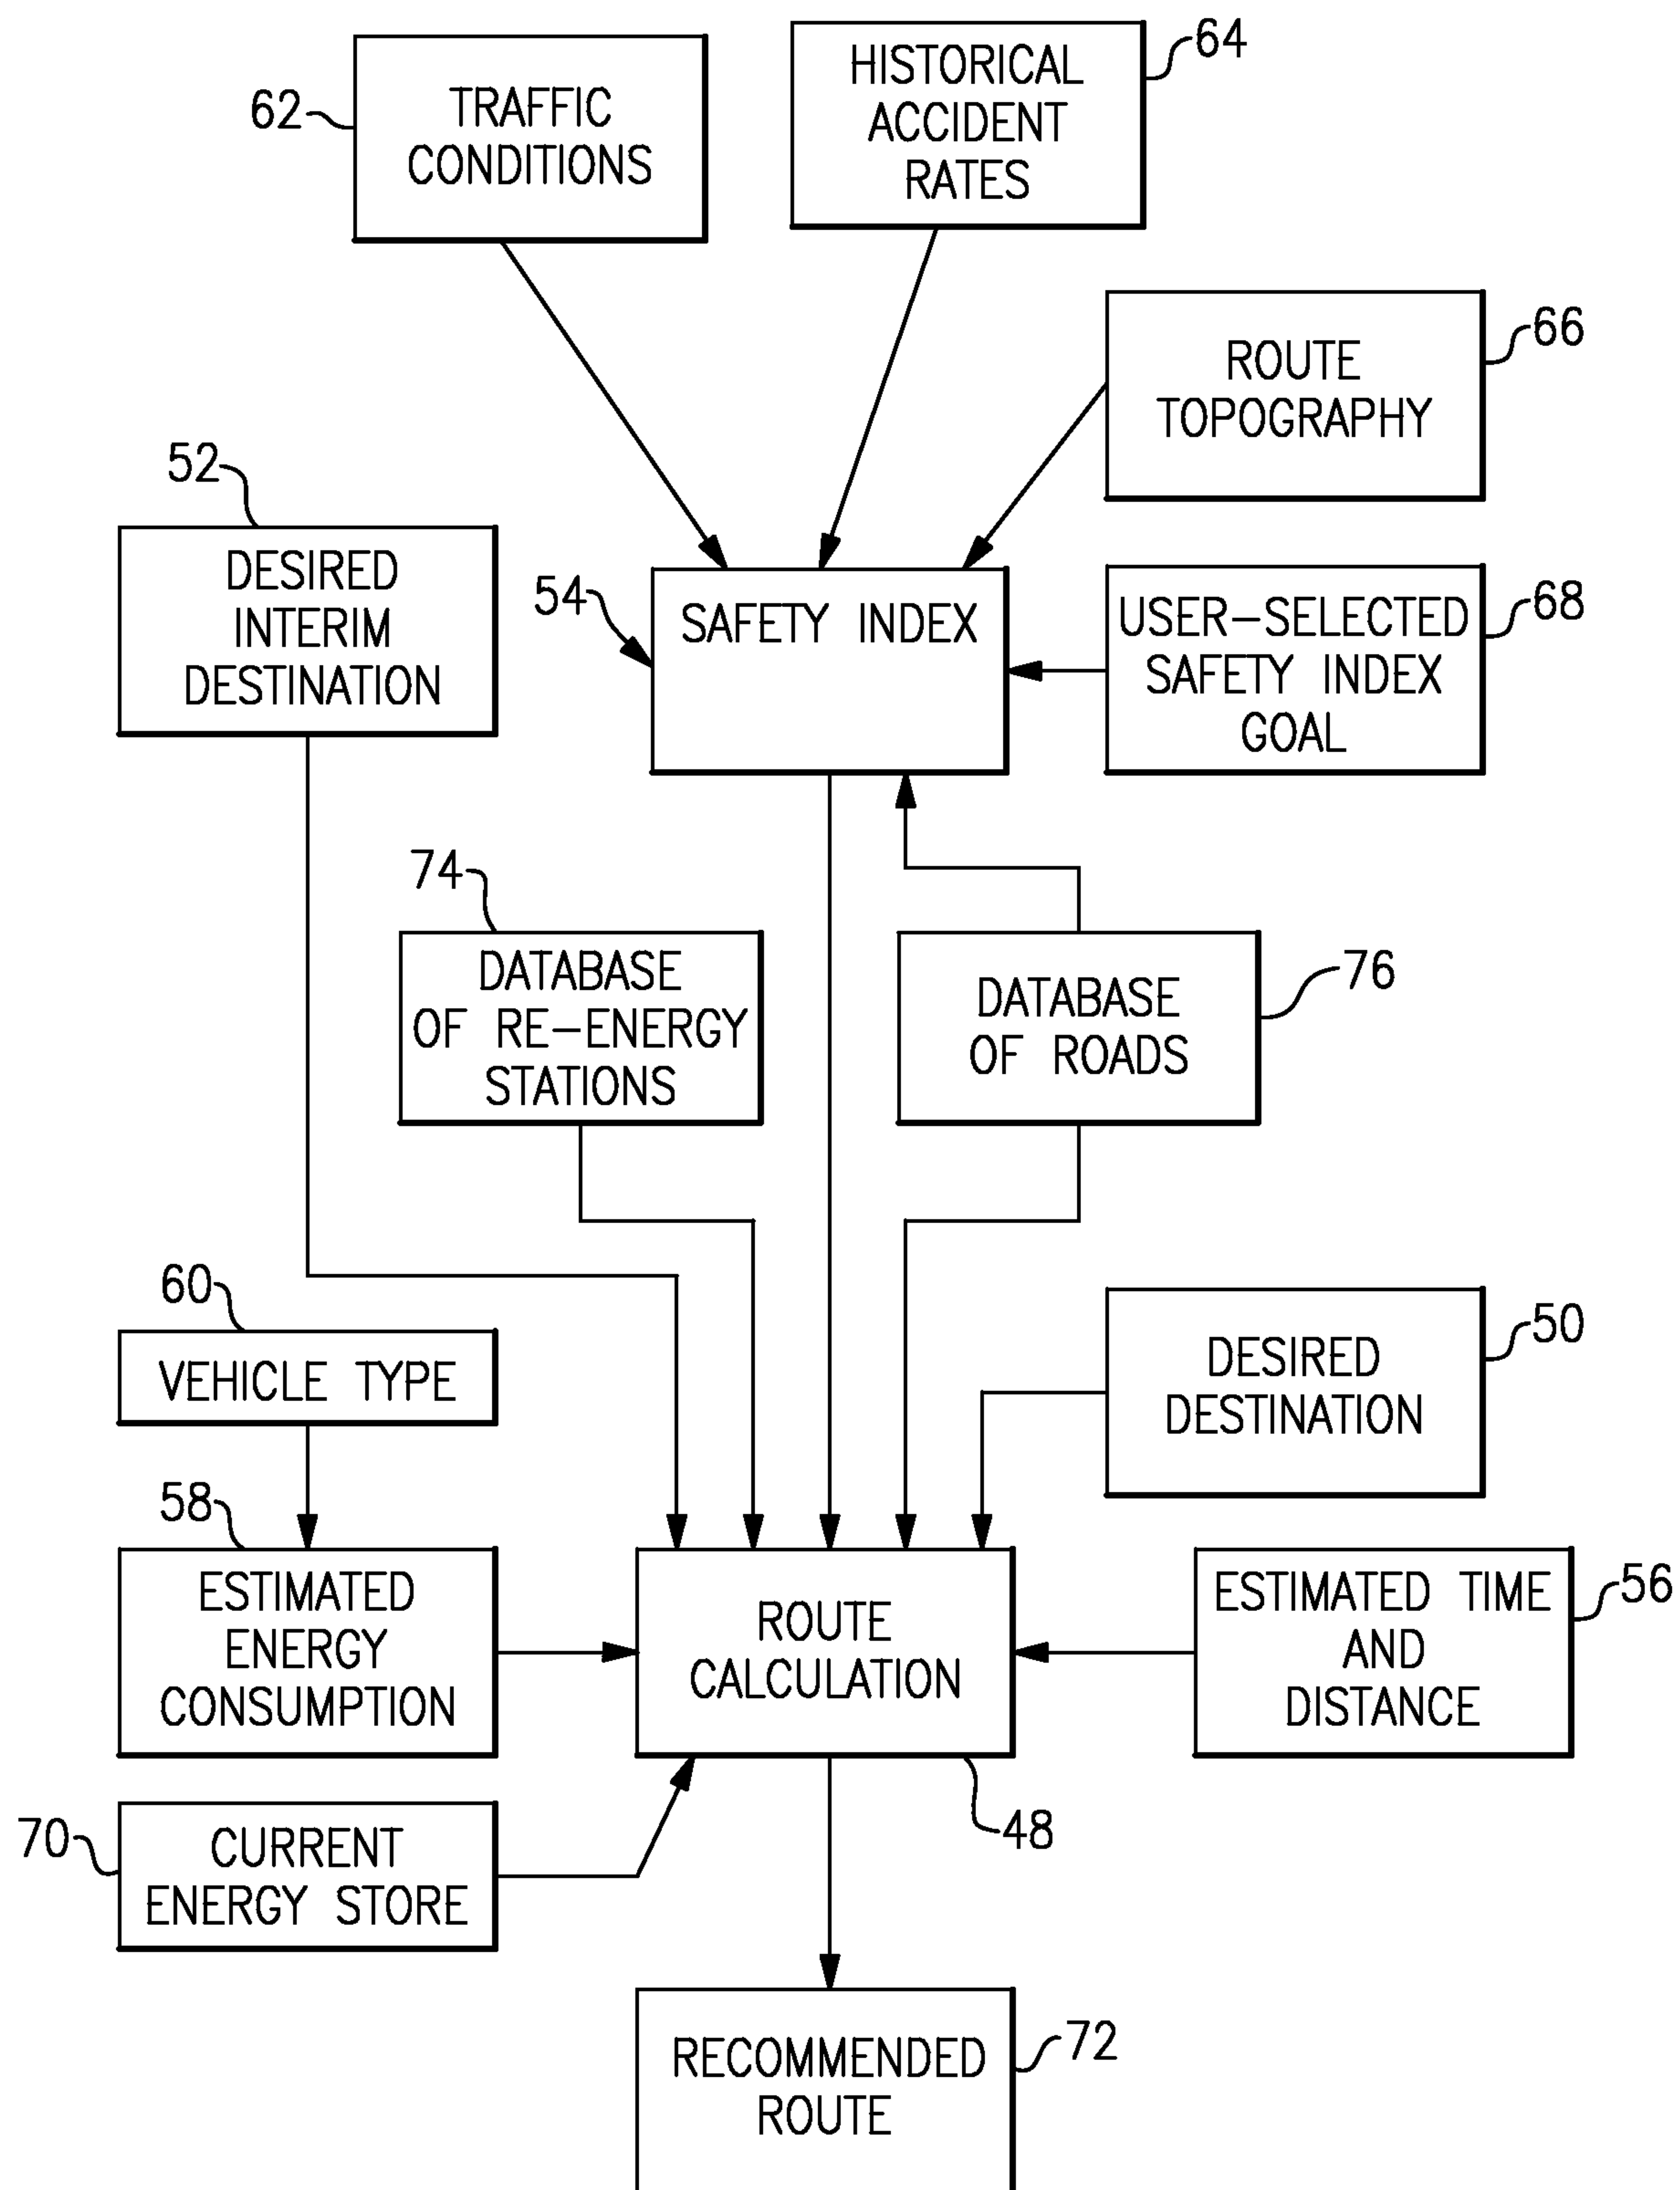 62
TRAFFIC
CONDITIONS
HISTORICAL
ACCIDENT
RATES
64
ROUTE
TOPOGRAPHY
66
52
DESIRED
INTERIM
DESTINATION
54
SAFETY INDEX
USER-SELECTED
SAFETY INDEX
GOAL
68
74
DATABASE
OF RE-ENERGY
STATIONS
DATABASE
OF ROADS
76
60
VEHICLE TYPE
DESIRED
DESTINATION
50
58
ESTIMATED
ENERGY
CONSUMPTION
ROUTE
CALCULATION
48
ESTIMATED TIME
AND
DISTANCE
56
70
CURRENT
ENERGY STORE
RECOMMENDED
ROUTE
72